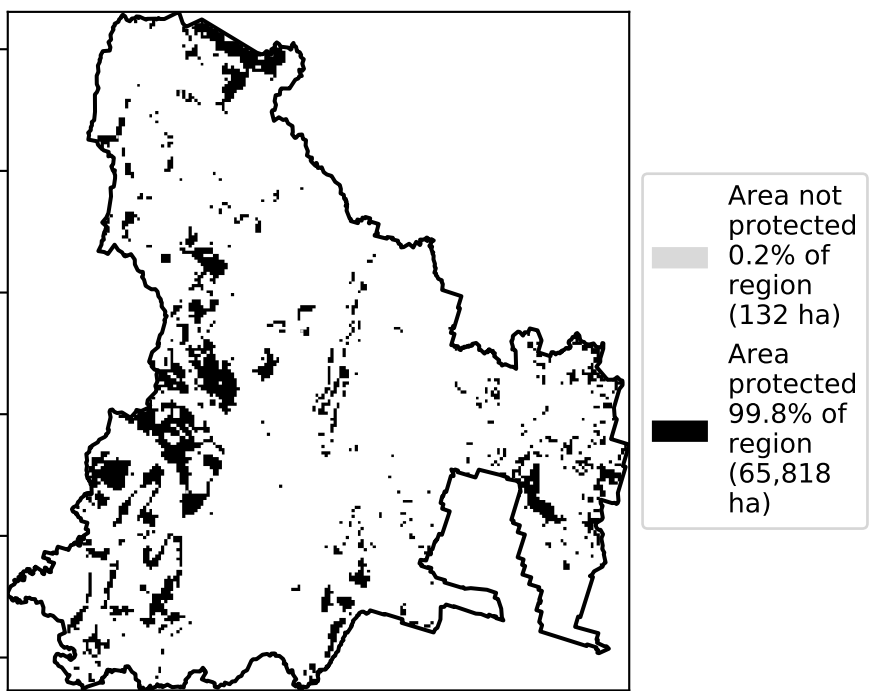 Area not
protected
0.2% of
region
(132 ha)
Area
protected
99.8% of
region
(65,818
ha)